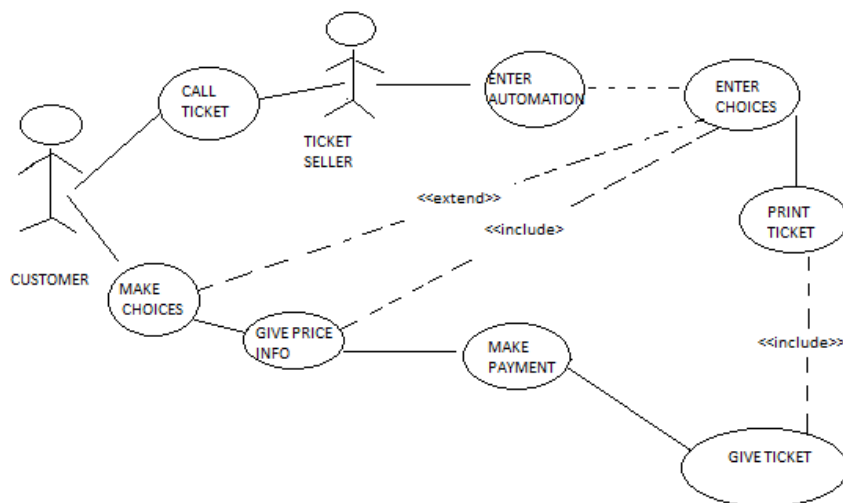 CALL
TICKET
TICKET
SELLER
ENTER
AUTOMATION
ENTER
CHOICES
<<extend>>
<<include>
PRINT
TICKET
CUSTOMER
MAKE
CHOICES
GIVE PRICE
INFO
MAKE
PAYMENT
<<include>>
GIVE TICKET